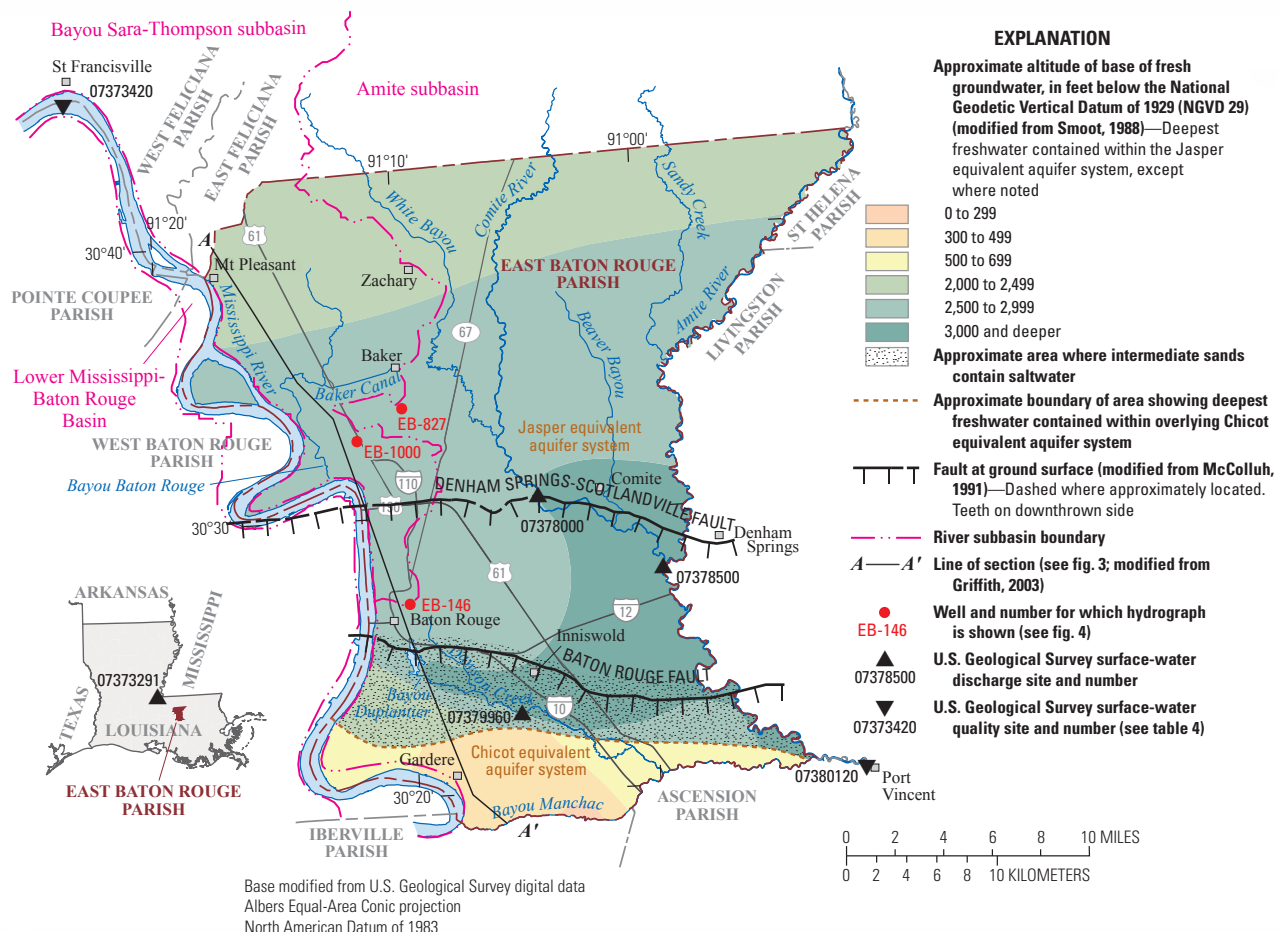 Bayou Sara-Thompson subbasin
St Francisville
07373420
WEST FELICIANA
PARISH
EAST FELICIANA
PARISH
Amite subbasin
91°20'
91°10'
91°00'
30°40'
A
61
Mt Pleasant
POINTE COUPEE
PARISH
Mississippi River
White Bayou
Comite River
Sandy Creek
Zachary
EAST BATON ROUGE
PARISH
ST HELENA
PARISH
Amite River
LIVINGSTON
PARISH
Beaver Bayou
67
Lower Mississippi-
Baton Rouge
Basin
Baker
Baker Canal
EB-827
EB-1000
WEST BATON ROUGE
PARISH
Bayou Baton Rouge
Jasper equivalent
aquifer system
110
190
Comite
DENHAM SPRINGS-SCOTLANDVILLE FAULT
30°30'
07378000
Denham
Springs
61
07378500
12
EB-146
Baton Rouge
Inniswold
BATON ROUGE FAULT
Dawson Creek
Bayou
Duplantier
07379960
10
Chicot equivalent
aquifer system
Gardere
30°20'
Bayou Manchac
A'
07380120
Port
Vincent
ASCENSION
PARISH
IBERVILLE
PARISH
ARKANSAS
MISSISSIPPI
TEXAS
07373291
LOUISIANA
EAST BATON ROUGE
PARISH
Base modified from U.S. Geological Survey digital data
Albers Equal-Area Conic projection
North American Datum of 1983
EXPLANATION
Approximate altitude of base of fresh
groundwater, in feet below the National
Geodetic Vertical Datum of 1929 (NGVD 29)
(modified from Smoot, 1988)—Deepest
freshwater contained within the Jasper
equivalent aquifer system, except
where noted
0 to 299
300 to 499
500 to 699
2,000 to 2,499
2,500 to 2,999
3,000 and deeper
Approximate area where intermediate sands
contain saltwater
Approximate boundary of area showing deepest
freshwater contained within overlying Chicot
equivalent aquifer system
Fault at ground surface (modified from McColluh,
1991)—Dashed where approximately located.
Teeth on downthrown side
River subbasin boundary
A A' Line of section (see fig. 3; modified from
Griffith, 2003)
Well and number for which hydrograph
EB-146 is shown (see fig. 4)
U.S. Geological Survey surface-water
07378500 discharge site and number
U.S. Geological Survey surface-water
07373420 quality site and number (see table 4)
0 2 4 6 8 10 MILES
0 2 4 6 8 10 KILOMETERS